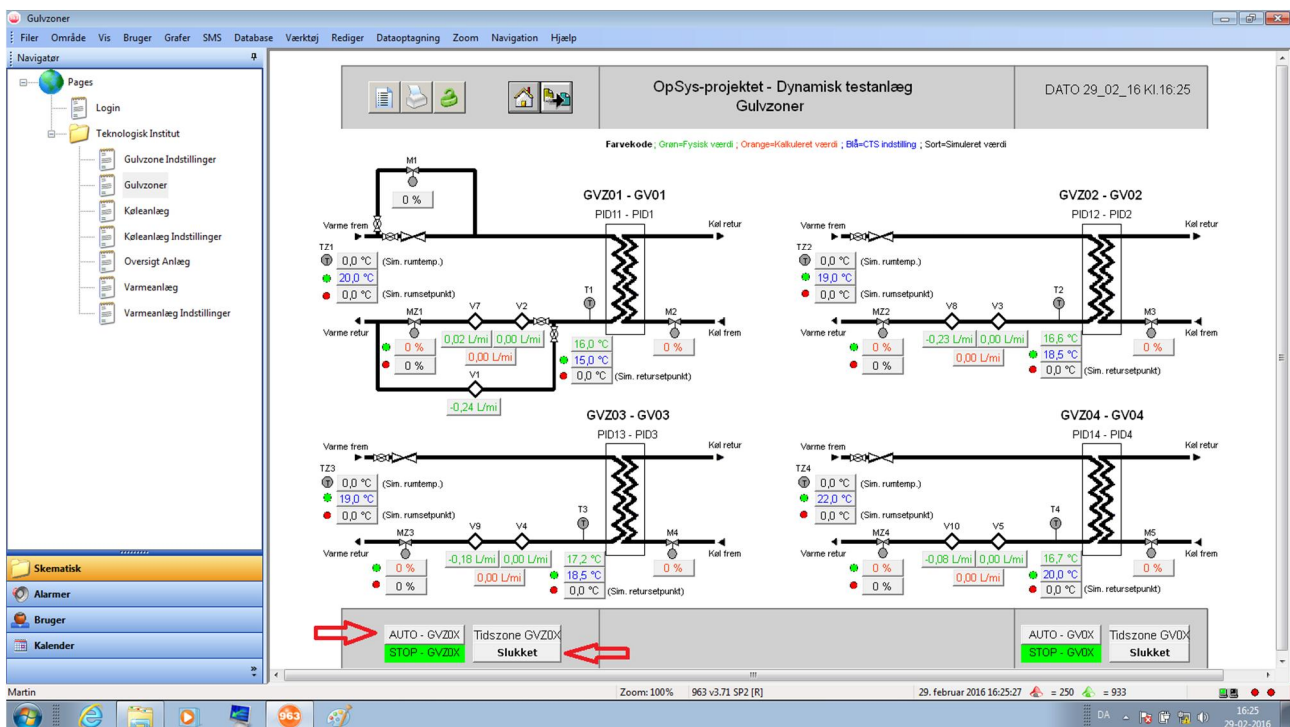 Gulvzoner
Filer Område Vis Bruger Grafer SMS Database Værktøj Rediger Dataoptagning Zoom Navigation Hjælp
Navigatør
Pages
Login
Teknologisk Institut
Gulvzone Indstillinger
Gulvzoner
Køleanlæg
Køleanlæg Indstillinger
Oversigt Anlæg
Varmeanlæg
Varmeanlæg Indstillinger
Skematisk
Alarmer
Bruger
Kalender
OpSys-projektet - Dynamisk testanlæg
Gulvzoner
DATO 29_02_16 Kl.16:25
Farvekode ; Grøn=Fysisk værdi ; Orange=Kalkuleret værdi ; Blå=CTS indstilling ; Sort=Simuleret værdi
M1
0 %
GVZ01 - GV01
PID11 - PID1
Varme frem
Køl retur
TZ1
T
0,0 °C (Sim. rumtemp.)
20,0 °C
0,0 °C (Sim. rumsetpunkt)
T1
T
MZ1 V7 V2 M2
Varme retur
Køl frem
0 %
0 %
0,02 L/mi 0,00 L/mi
0,00 L/mi
16,0 °C
15,0 °C
0,0 °C (Sim. retursetpunkt)
0 %
V1
-0,24 L/mi
GVZ02 - GV02
PID12 - PID2
Varme frem
Køl retur
TZ2
T
0,0 °C (Sim. rumtemp.)
19,0 °C
0,0 °C (Sim. rumsetpunkt)
T2
T
MZ2 V8 V3 M3
Varme retur
Køl frem
0 %
0 %
-0,23 L/mi 0,00 L/mi
0,00 L/mi
16,6 °C
18,5 °C
0,0 °C (Sim. retursetpunkt)
0 %
GVZ03 - GV03
PID13 - PID3
Varme frem
Køl retur
TZ3
T
0,0 °C (Sim. rumtemp.)
19,0 °C
0,0 °C (Sim. rumsetpunkt)
T3
T
MZ3 V9 V4 M4
Varme retur
Køl frem
0 %
0 %
-0,18 L/mi 0,00 L/mi
0,00 L/mi
17,2 °C
18,5 °C
0,0 °C (Sim. retursetpunkt)
0 %
GVZ04 - GV04
PID14 - PID4
Varme frem
Køl retur
TZ4
T
0,0 °C (Sim. rumtemp.)
22,0 °C
0,0 °C (Sim. rumsetpunkt)
T4
T
MZ4 V10 V5 M5
Varme retur
Køl frem
0 %
0 %
-0,08 L/mi 0,00 L/mi
0,00 L/mi
16,7 °C
20,0 °C
0,0 °C (Sim. retursetpunkt)
0 %
AUTO - GVZ0X Tidszone GVZ0X
STOP - GVZ0X Slukket
AUTO - GV0X Tidszone GV0X
STOP - GV0X Slukket
Martin
Zoom: 100% 963 v3.71 SP2 [R] 29. februar 2016 16:25:27 = 250 = 933
963
DA
16:25
29-02-2016